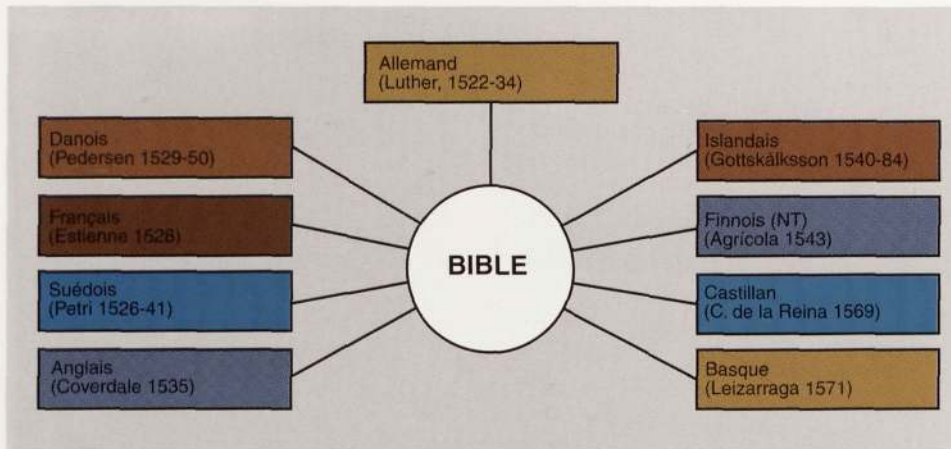 Allemand
(Luther, 1522-34)
Danois
(Pedersen 1529-50)
Français
(Estienne 1528)
Suédois
(Petri 1526-41)
Anglais
(Coverdale 1535)
BIBLE
Islandais
(Gottskálksson 1540-84)
Finnois (NT)
(Agrícola 1543)
Castillan
(C. de la Reina 1569)
Basque
(Leizarraga 1571)